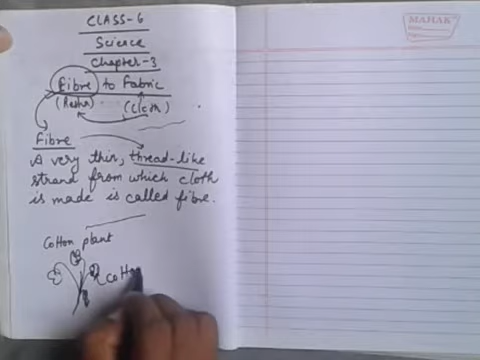 CLASS-6
Science
Chapter-3
Fibre to Fabric
(Resha) (Cloth)
Fibre
A very thin, thread-like
strand from which cloth
is made is called fibre.
Cotton plant
MAHAK